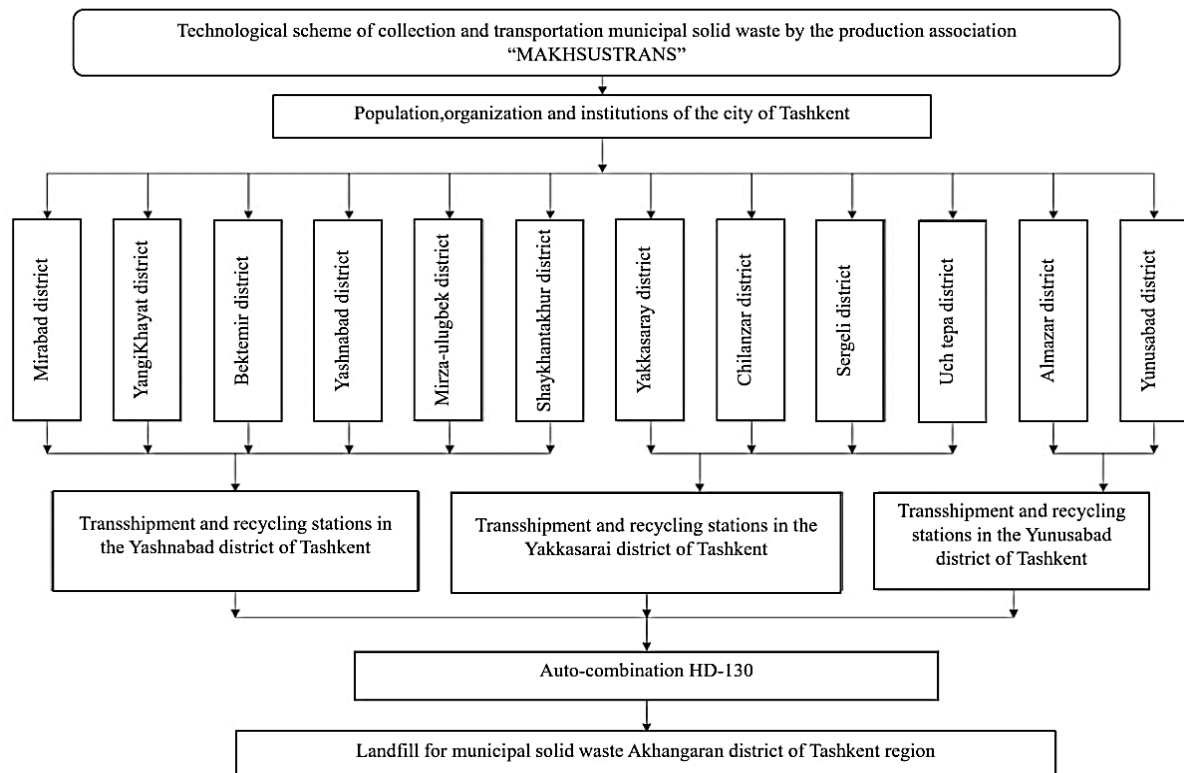 Technological scheme of collection and transportation municipal solid waste by the production association
“MAKHSUSTRANS”
Population,organization and institutions of the city of Tashkent
Mirabad district
YangiKhayat district
Bektemir district
Yashnabad district
Mirza-ulugbek district
Shaykhantakhur district
Yakkasaray district
Chilanzar district
Sergeli district
Uch tepa district
Almazar district
Yunusabad district
Transshipment and recycling stations in
the Yashnabad district of Tashkent
Transshipment and recycling stations in the
Yakkasarai district of Tashkent
Transshipment and recycling
stations in the Yunusabad
district of Tashkent
Auto-combination HD-130
Landfill for municipal solid waste Akhangaran district of Tashkent region